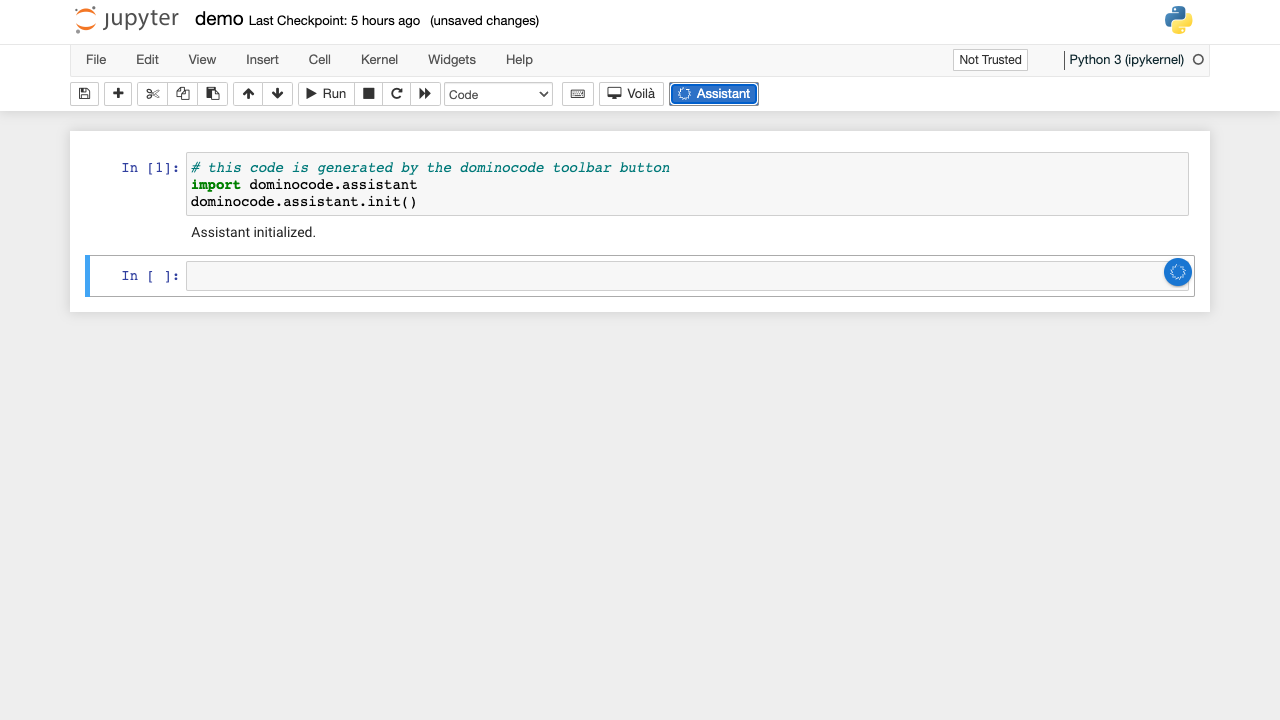 jupyter demo Last Checkpoint: 5 hours ago (unsaved changes)
File Edit View Insert Cell Kernel Widgets Help Not Trusted Python 3 (ipykernel)
Run Code Voilà Assistant
In [1]: # this code is generated by the dominocode toolbar button
import dominocode.assistant
dominocode.assistant.init()
Assistant initialized.
In [ ]: